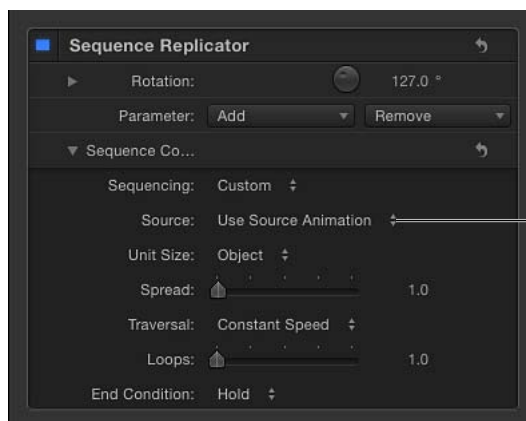 Sequence Replicator
Rotation: 127.0 °
Parameter: Add Remove
Sequence Co...
Sequencing: Custom
Source: Use Source Animation
Unit Size: Object
Spread: 1.0
Traversal: Constant Speed
Loops: 1.0
End Condition: Hold